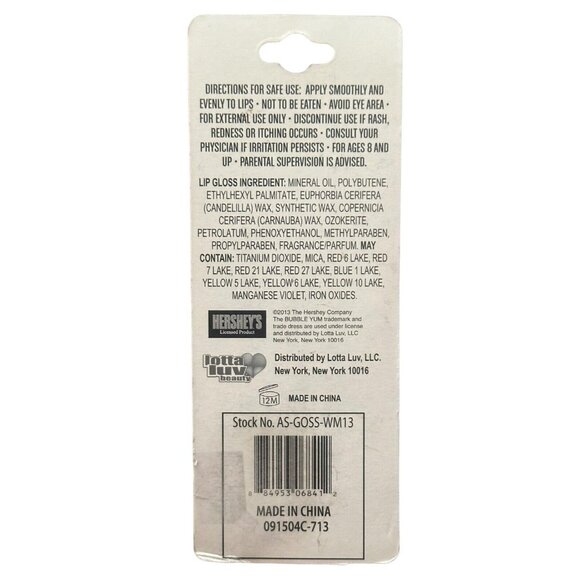 DIRECTIONS FOR SAFE USE: APPLY SMOOTHLY AND
EVENLY TO LIPS • NOT TO BE EATEN • AVOID EYE AREA •
FOR EXTERNAL USE ONLY • DISCONTINUE USE IF RASH,
REDNESS OR ITCHING OCCURS • CONSULT YOUR
PHYSICIAN IF IRRITATION PERSISTS • FOR AGES 8 AND
UP • PARENTAL SUPERVISION IS ADVISED.
LIP GLOSS INGREDIENT: MINERAL OIL, POLYBUTENE,
ETHYLHEXYL PALMITATE, EUPHORBIA CERIFERA
(CANDELILLA) WAX, SYNTHETIC WAX, COPERNICIA
CERIFERA (CARNAUBA) WAX, OZOKERITE,
PETROLATUM, PHENOXYETHANOL, METHYLPARABEN,
PROPYLPARABEN, FRAGRANCE/PARFUM. MAY
CONTAIN: TITANIUM DIOXIDE, MICA, RED 6 LAKE, RED
7 LAKE, RED 21 LAKE, RED 27 LAKE, BLUE 1 LAKE,
YELLOW 5 LAKE, YELLOW 6 LAKE, YELLOW 10 LAKE,
MANGANESE VIOLET, IRON OXIDES.
HERSHEY'S
Licensed Product
©2013 The Hershey Company
The BUBBLE YUM trademark and
trade dress are used under license
and distributed by Lotta Luv, LLC
New York, New York 10016
lotta
luv
beauty
Distributed by Lotta Luv, LLC.
New York, New York 10016
12M
MADE IN CHINA
Stock No. AS-GOSS-WM13
8 84953 06841 2
MADE IN CHINA
091504C-713